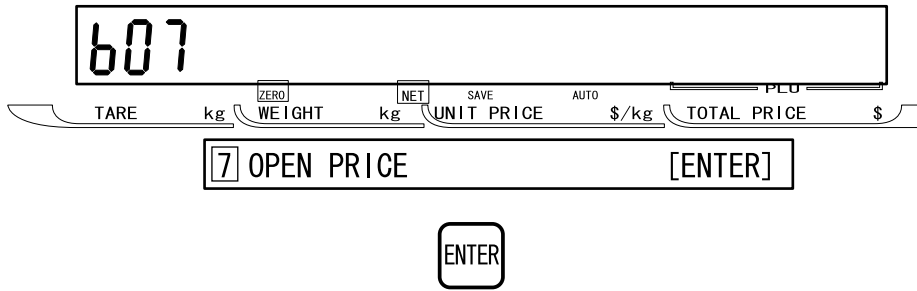 b07
ZERO NET SAVE AUTO PLU
TARE kg WEIGHT kg UNIT PRICE $/kg TOTAL PRICE $
7 OPEN PRICE [ENTER]
ENTER